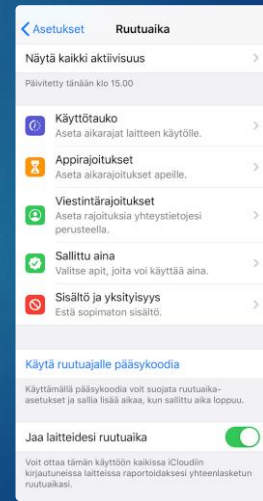 Asetukset Ruutuaika
Näytä kaikki aktiivisuus
Päivitetty tänään klo 15.00
Käyttötauko
Aseta aikarajat laitteen käytölle.
Appirajoitukset
Aseta aikarajoitukset apeille.
Viestintärajoitukset
Aseta rajoituksia yhteystietojesi
perusteella.
Sallittu aina
Valitse apit, joita voi käyttää aina.
Sisältö ja yksityisyys
Estä sopimaton sisältö.
Käytä ruutuajalle pääsykoodia
Käyttämällä pääsykoodia voit suojata ruutuaika-
asetukset ja sallia lisää aikaa, kun sallittu aika loppuu.
Jaa laitteidesi ruutuaika
Voit ottaa tämän käyttöön kaikissa iCloudiin
kirjautuneissa laitteissa raportoidaksesi yhteenlasketun
ruutuaikasi.